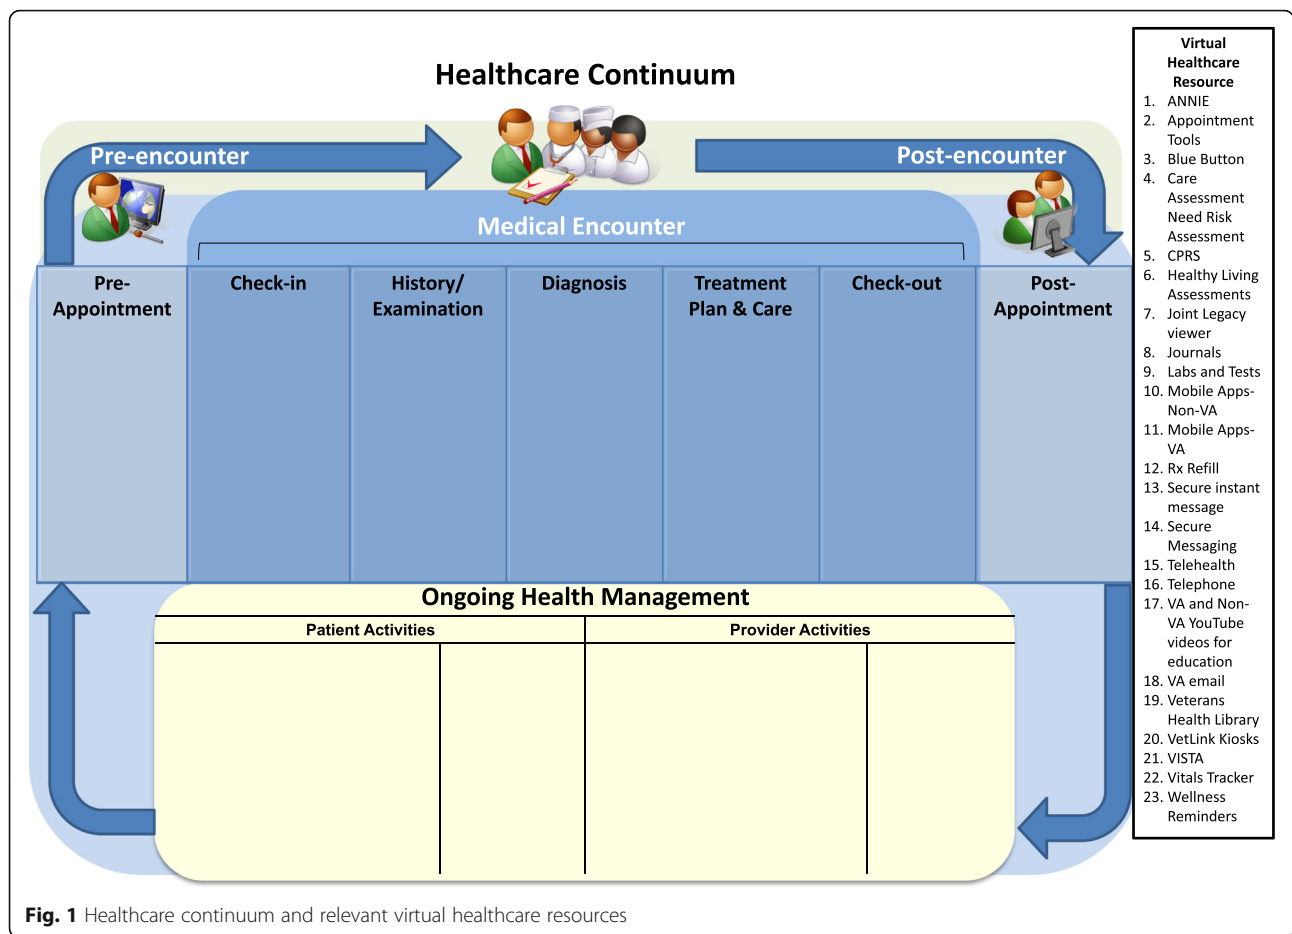 Healthcare Continuum
Pre-encounter
Post-encounter
Medical Encounter
Pre-
Appointment
Check-in
History/
Examination
Diagnosis
Treatment
Plan & Care
Check-out
Post-
Appointment
Ongoing Health Management
Patient Activities
Provider Activities
Virtual
Healthcare
Resource
1. ANNIE
2. Appointment
Tools
3. Blue Button
4. Care
Assessment
Need Risk
Assessment
5. CPRS
6. Healthy Living
Assessments
7. Joint Legacy
viewer
8. Journals
9. Labs and Tests
10. Mobile Apps-
Non-VA
11. Mobile Apps-
VA
12. Rx Refill
13. Secure instant
message
14. Secure
Messaging
15. Telehealth
16. Telephone
17. VA and Non-
VA YouTube
videos for
education
18. VA email
19. Veterans
Health Library
20. VetLink Kiosks
21. VISTA
22. Vitals Tracker
23. Wellness
Reminders
Fig. 1 Healthcare continuum and relevant virtual healthcare resources